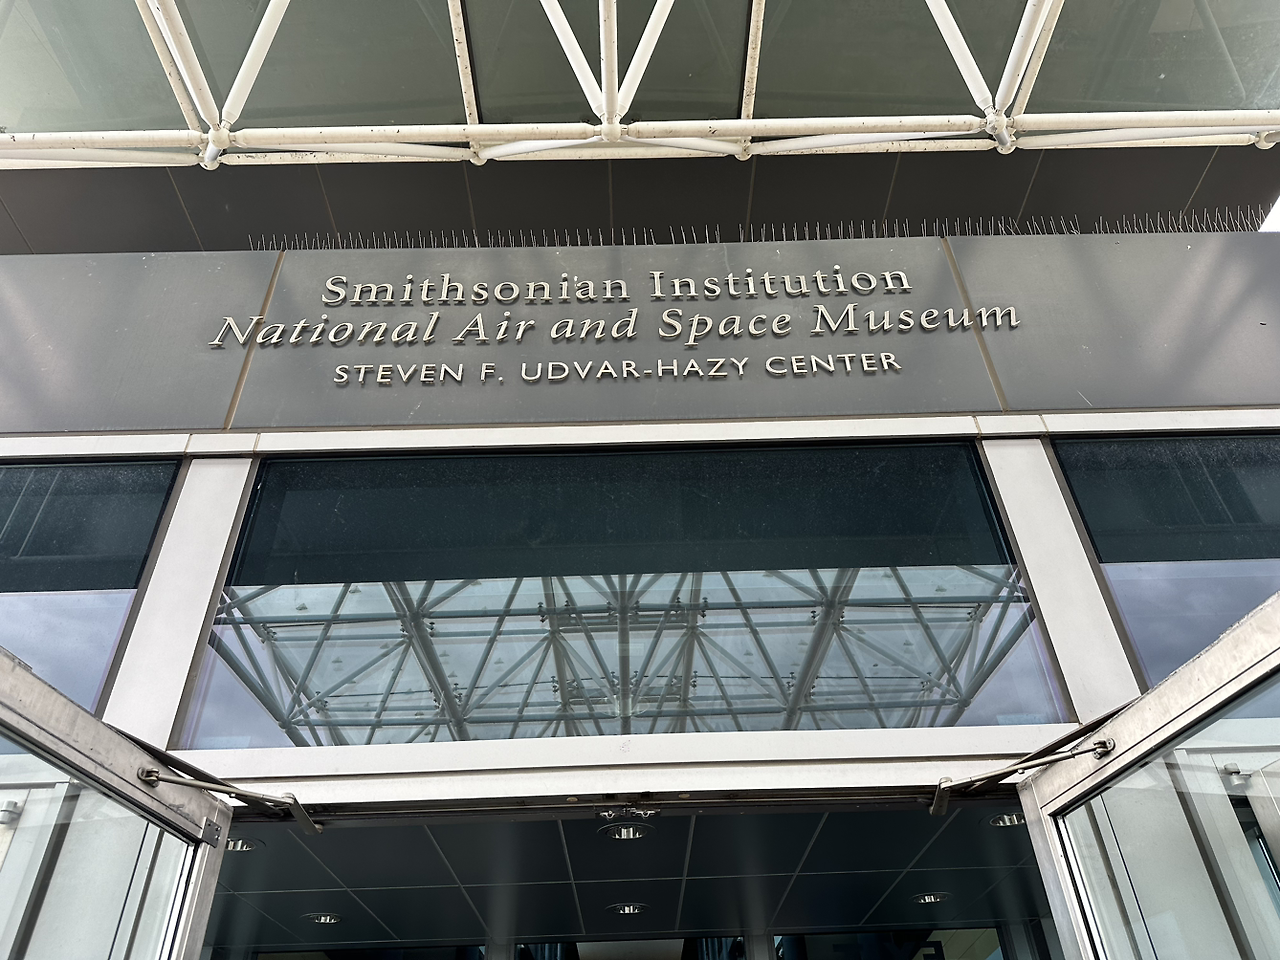 Smithsonian Institution
National Air and Space Museum
STEVEN F. UDVAR-HAZY CENTER